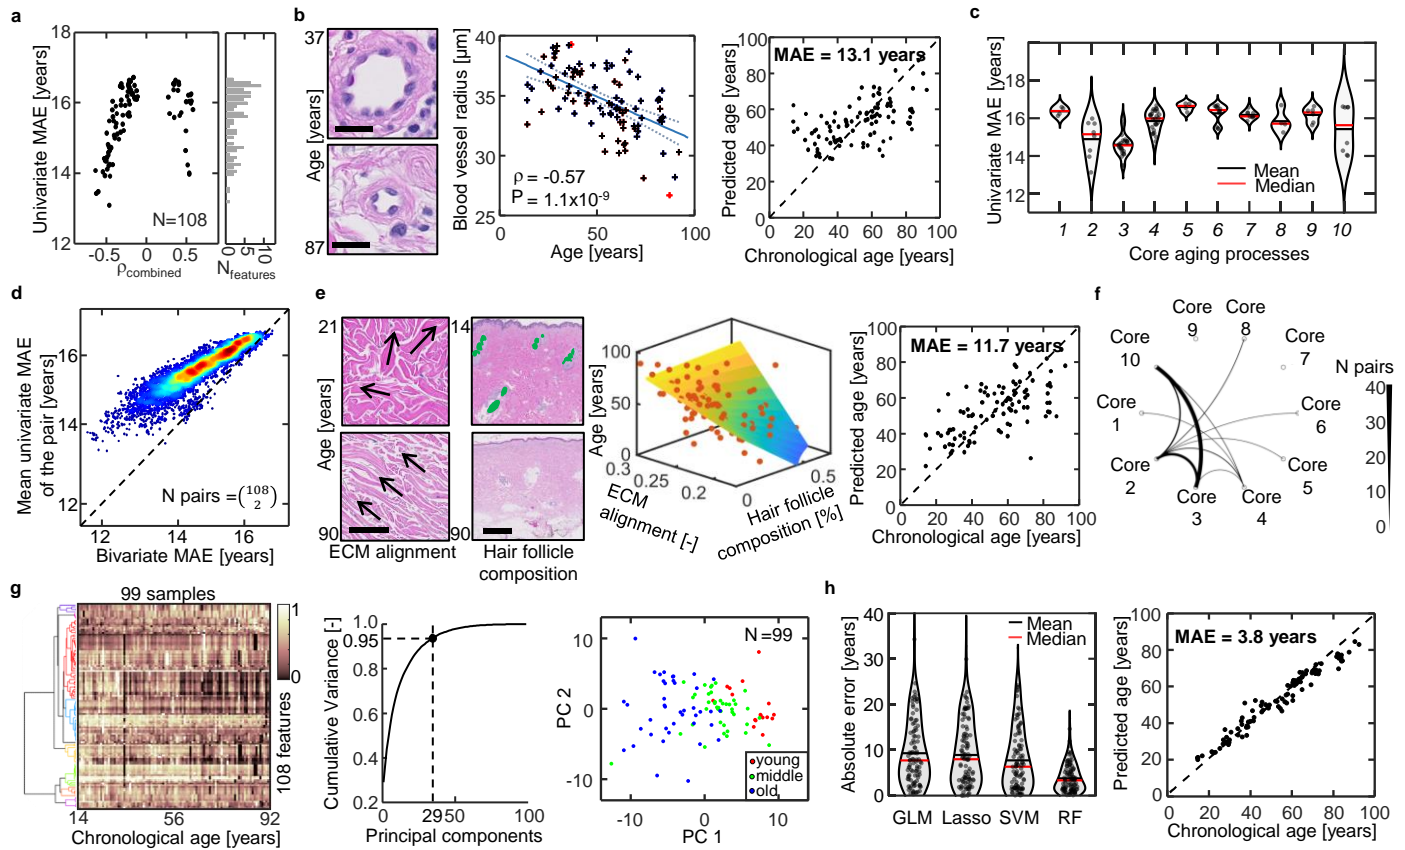 a
Univariate MAE [years]
18
16
14
12
-0.5
0
0.5
ρcombined
N=108
0
5
10
Nfeatures
b
Age [years]
37
87
Blood vessel radius [µm]
40
35
30
25
0
50
100
Age [years]
ρ = -0.57
P = 1.1x10-9
Predicted age [years]
100
80
60
40
20
0
0
20
40
60
80
100
Chronological age [years]
MAE = 13.1 years
c
Univariate MAE [years]
18
16
14
12
Mean
Median
1 2 3 4 5 6 7 8 9 10
Core aging processes
d
Mean univariate MAE
of the pair [years]
16
14
12
12
14
16
Bivariate MAE [years]
N pairs =(108 2)
e
Age [years]
21
90
ECM alignment
14
90
Hair follicle
composition
Age [years]
100
50
0
0.3
0.25
0.2
ECM
alignment [-]
0
0.5
Hair follicle
composition [%]
Predicted age [years]
100
80
60
40
20
0
0
20
40
60
80
100
Chronological age [years]
MAE = 11.7 years
f
Core
9
Core
8
Core
10
Core
7
Core
1
Core
6
Core
2
Core
5
Core
3
Core
4
N pairs
40
30
20
10
0
g
99 samples
14
56
92
Chronological age [years]
1
0
108 features
Cumulative Variance [-]
1.0
0.95
0.8
0.6
0.4
0.2
0
29
50
100
Principal components
PC 2
10
0
-10
-10
0
10
PC 1
N=99
young
middle
old
h
Absolute error [years]
40
30
20
10
0
Mean
Median
GLM Lasso SVM RF
Predicted age [years]
100
80
60
40
20
0
0
20
40
60
80
100
Chronological age [years]
MAE = 3.8 years